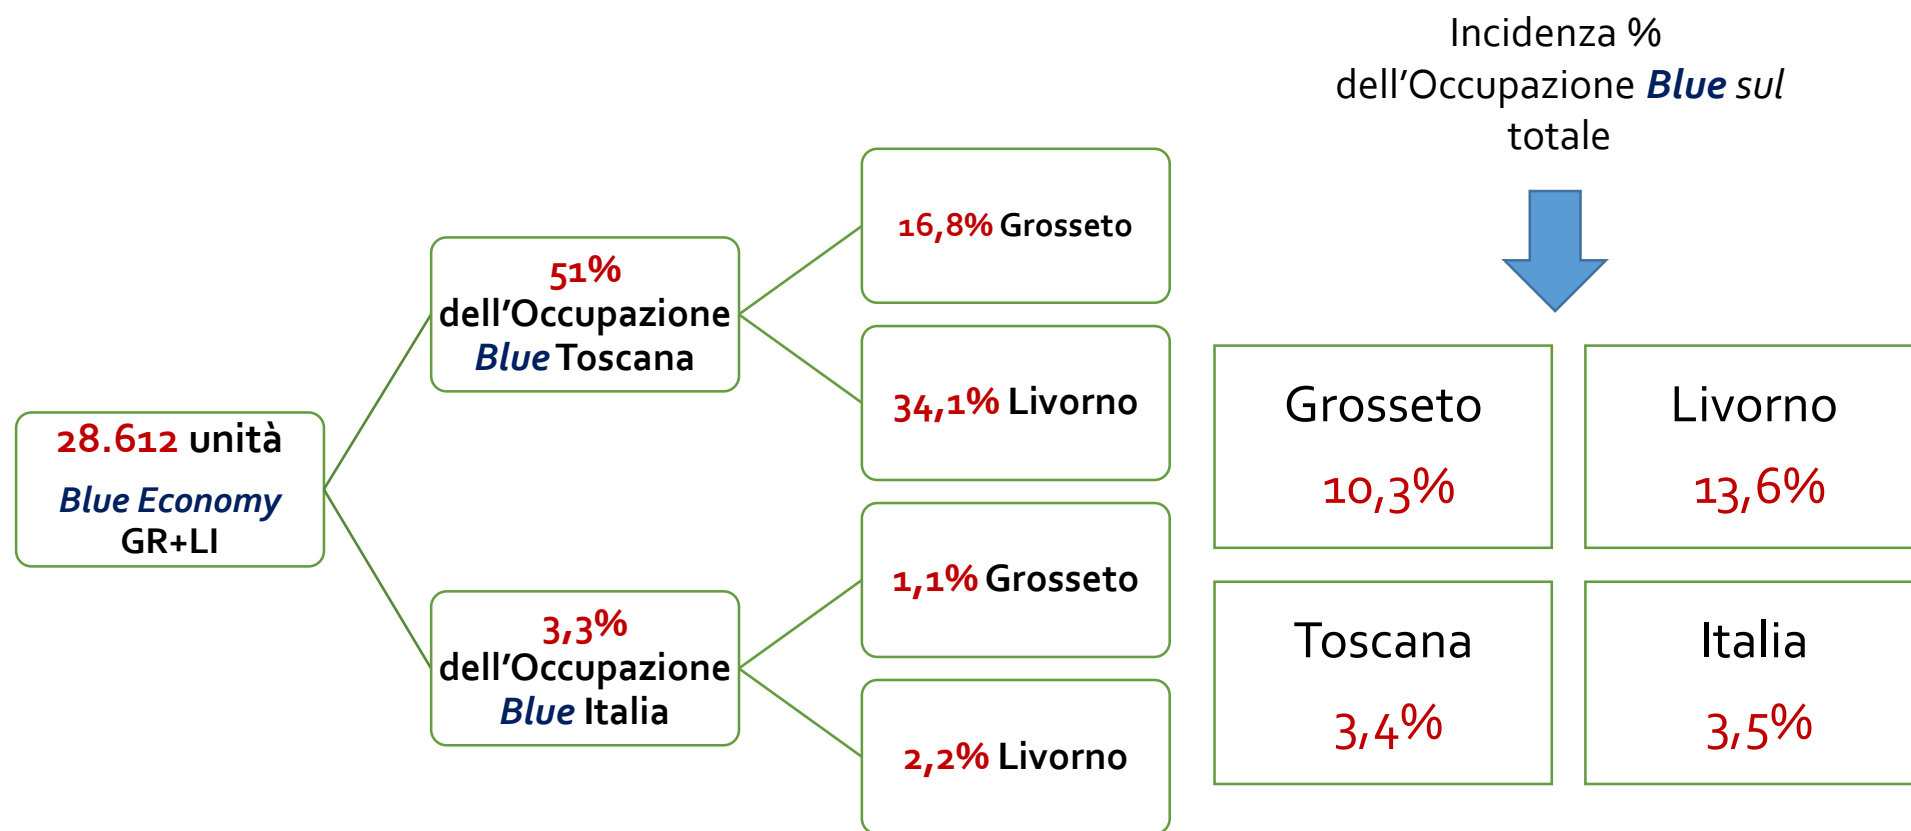 Incidenza %
dell’Occupazione Blue sul
totale
28.612 unità
Blue Economy
GR+LI
51%
dell’Occupazione
Blue Toscana
3,3%
dell’Occupazione
Blue Italia
16,8% Grosseto
34,1% Livorno
1,1% Grosseto
2,2% Livorno
Grosseto
10,3%
Livorno
13,6%
Toscana
3,4%
Italia
3,5%